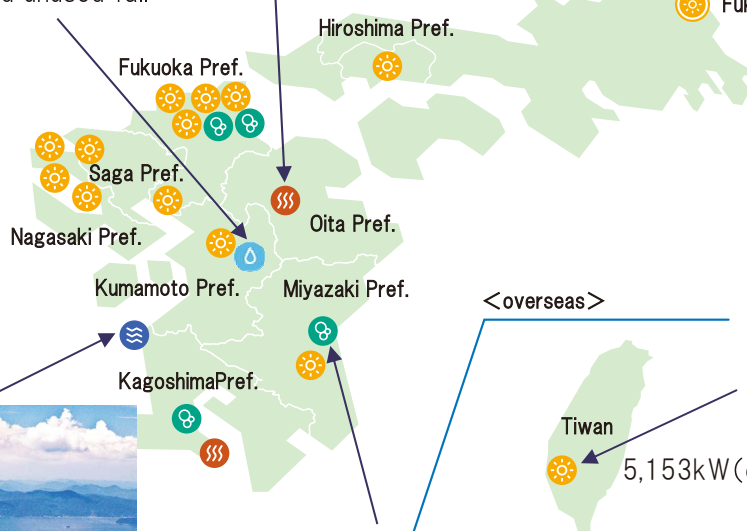 Hiroshima Pref.
Fukuoka Pref.
Saga Pref.
Nagasaki Pref.
Oita Pref.
Kumamoto Pref.
Miyazaki Pref.
KagoshimaPref.
<overseas>
Tiwan
5,153kW(